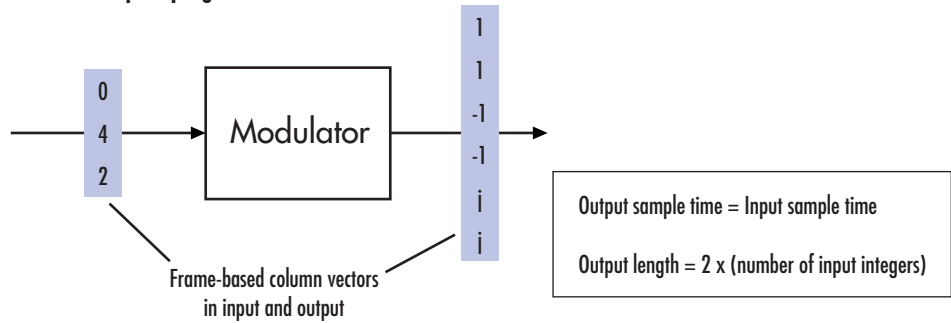 0
4
2
Modulator
1
1
-1
-1
i
i
Frame-based column vectors
in input and output
Output sample time = Input sample time
Output length = 2 x (number of input integers)